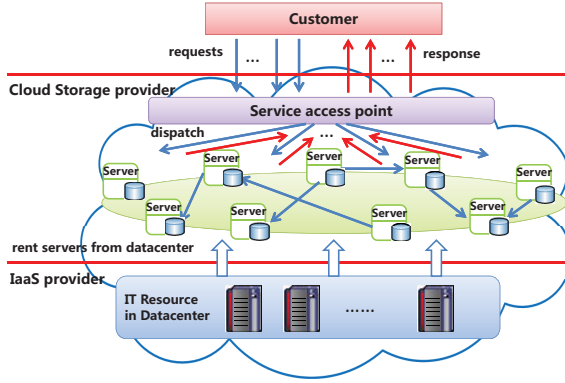 Customer
requests
...
...
response
Cloud Storage provider
Service access point
dispatch
...
Server
Server
Server
Server
Server
Server
Server
Server
Server
rent servers from datacenter
IaaS provider
IT Resource
in Datacenter
......